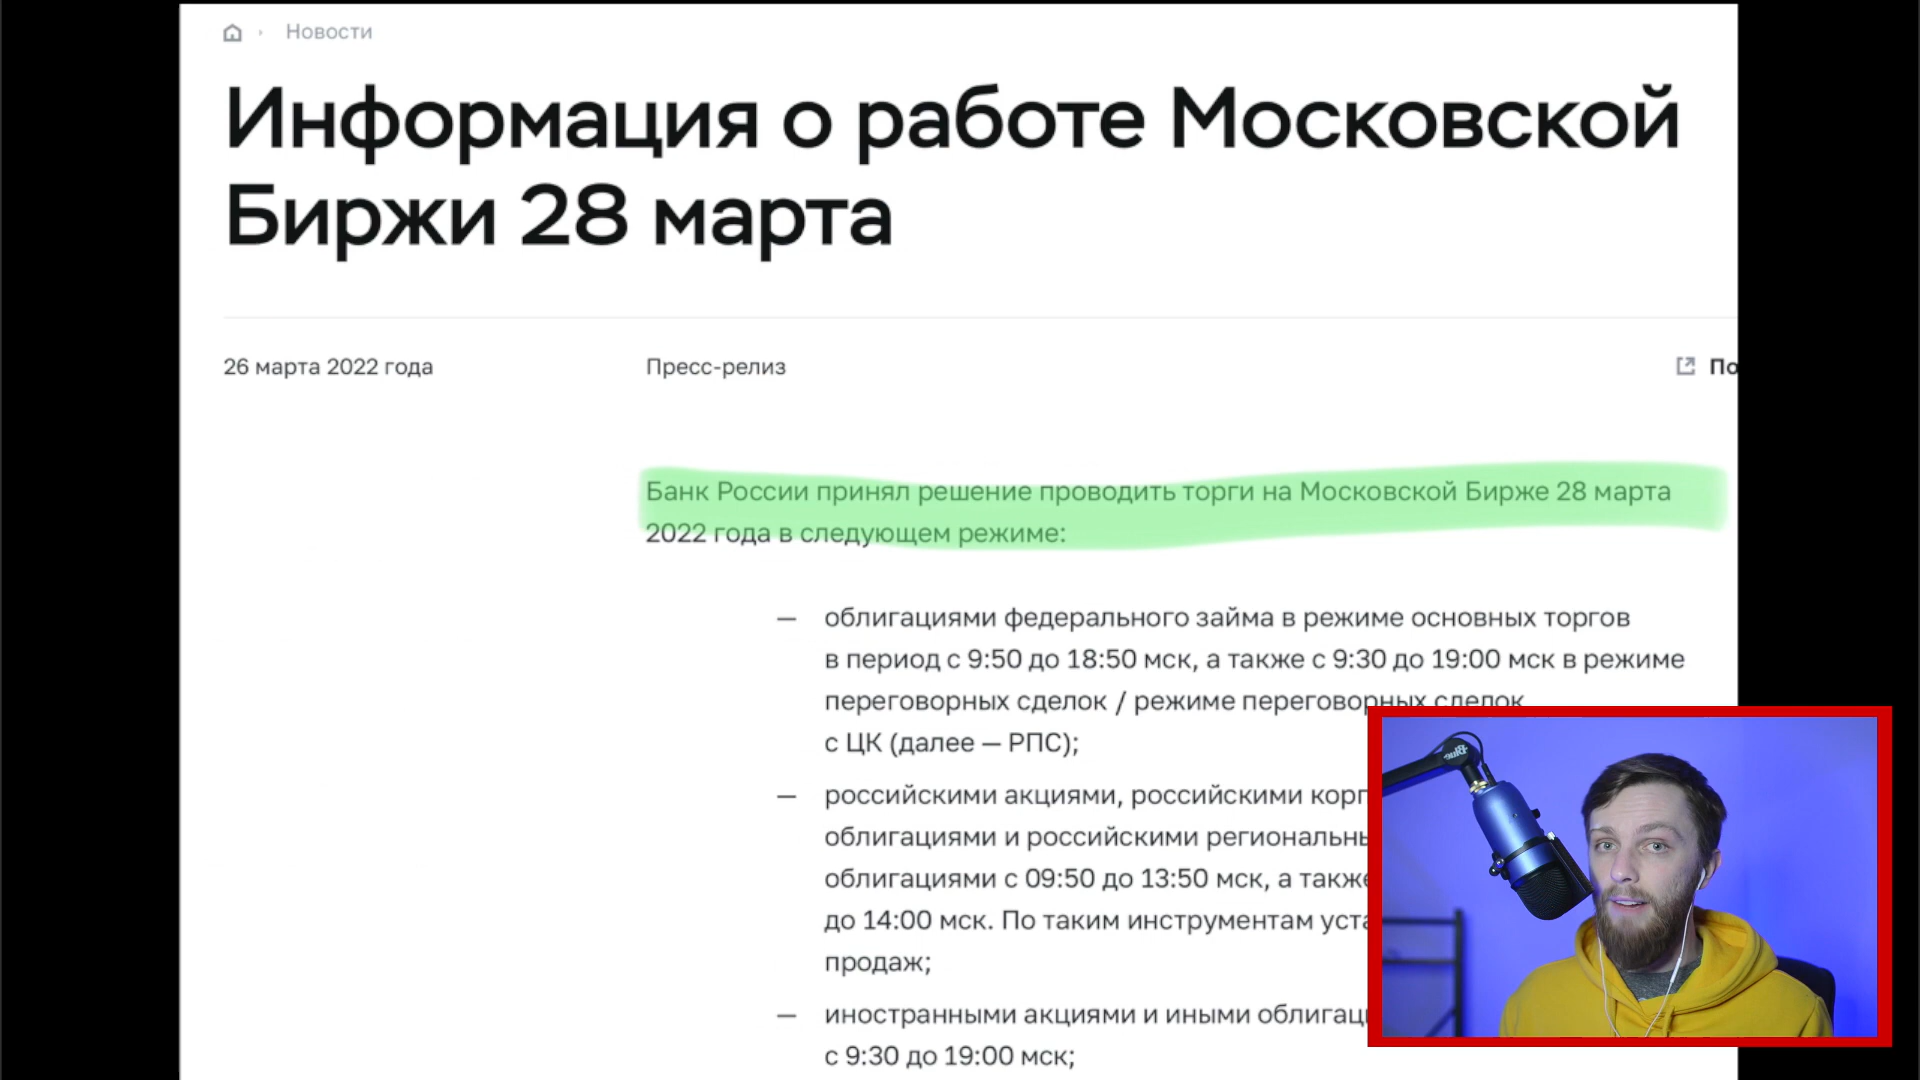 Новости
Информация о работе Московской
Биржи 28 марта
26 марта 2022 года
Пресс-релиз
Банк России принял решение проводить торги на Московской Бирже 28 марта
2022 года в следующем режиме:
— облигациями федерального займа в режиме основных торгов
в период с 9:50 до 18:50 мск, а также с 9:30 до 19:00 мск в режиме
переговорных сделок / режиме переговорных сделок
с ЦК (далее — РПС);
— российскими акциями, российскими
облигациями и российскими
облигациями с 09:50 до 13:50 мск, а также
до 14:00 мск. По таким инструментам
продаж;
— иностранными акциями и иными
с 9:30 до 19:00 мск;